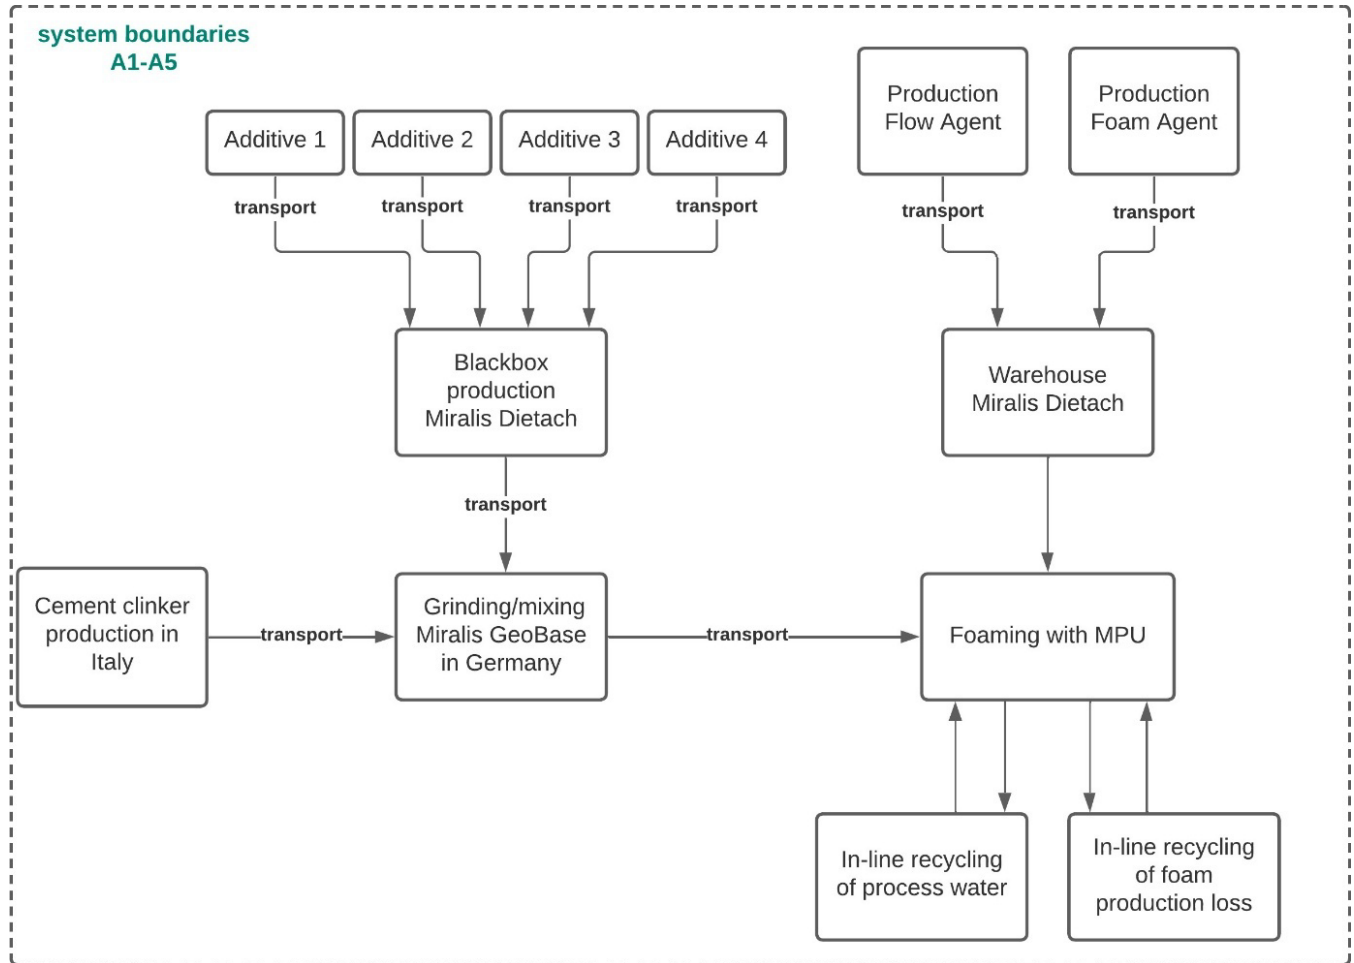 system boundaries
A1-A5
Production
Flow Agent
Production
Foam Agent
Additive 1
Additive 2
Additive 3
Additive 4
transport
transport
transport
transport
transport
transport
Blackbox
production
Miralis Dietach
Warehouse
Miralis Dietach
transport
Cement clinker
production in
Italy
transport
Grinding/mixing
Miralis GeoBase
in Germany
transport
Foaming with MPU
In-line recycling
of process water
In-line recycling
of foam
production loss